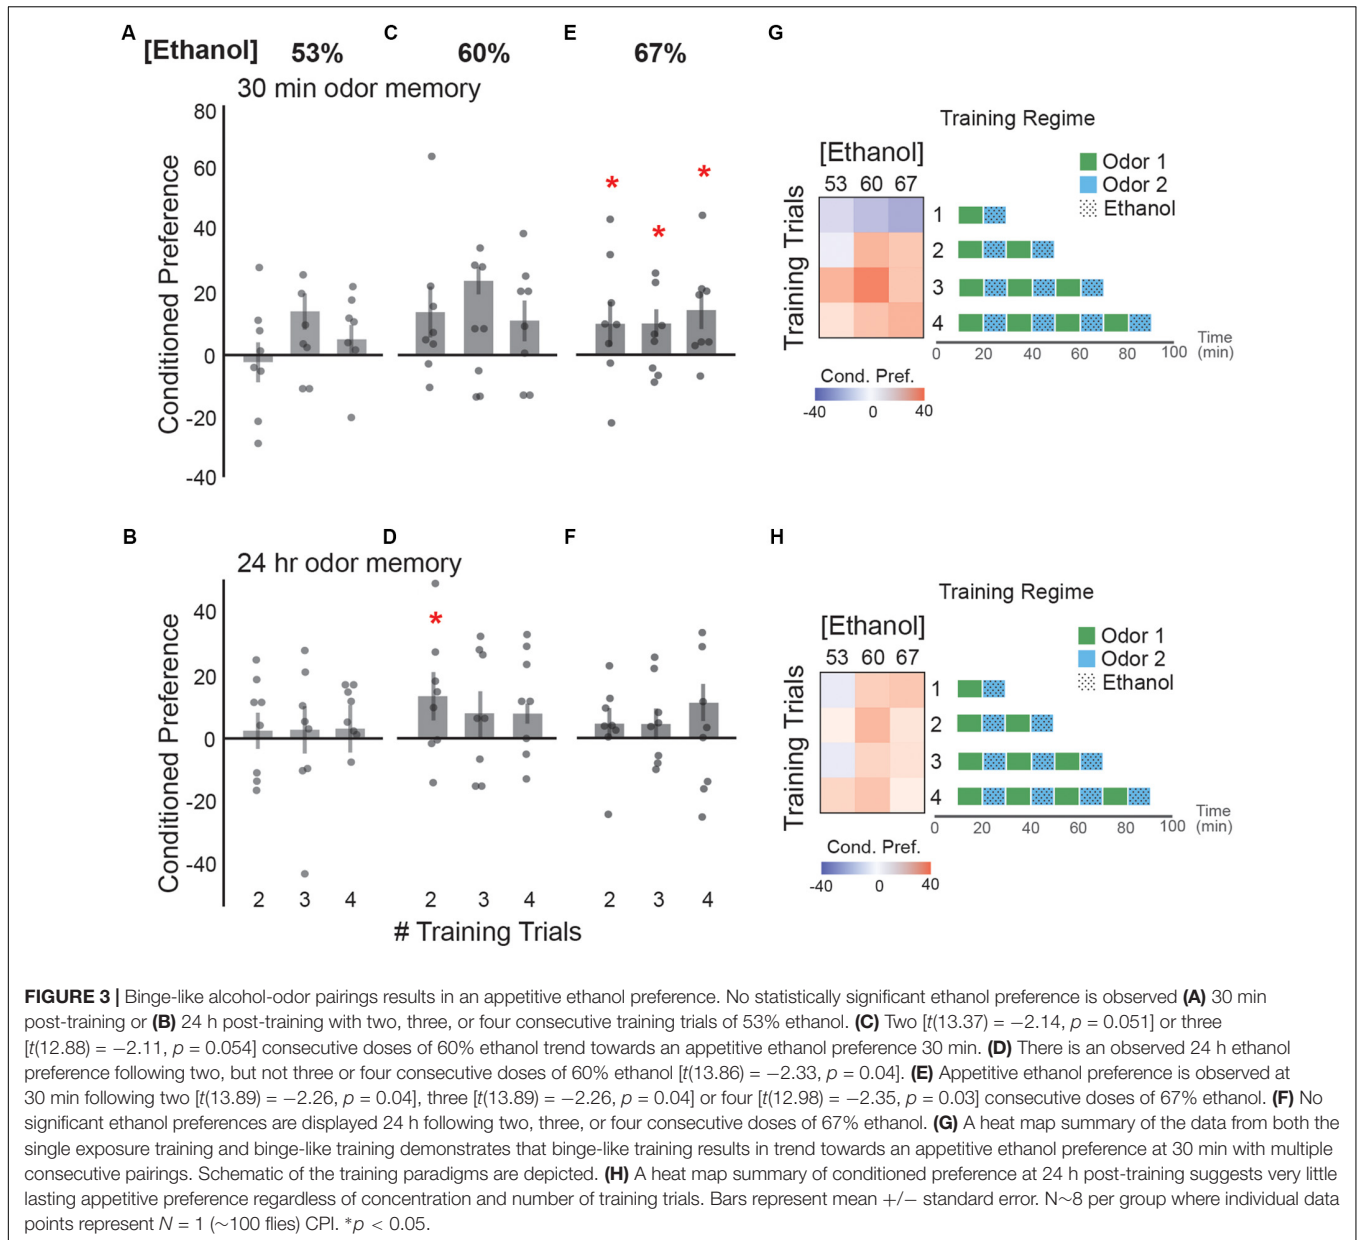 A
C
E
G
[Ethanol] 53% 60% 67%
30 min odor memory
80
60
40
20
0
-20
-40
Conditioned Preference
*
*
*
Training Regime
[Ethanol]
53 60 67
Training Trials
1
2
3
4
Odor 1
Odor 2
Ethanol
0 20 40 60 80 100 Time
(min)
Cond. Pref.
-40 0 40
B
D
F
H
24 hr odor memory
40
20
0
-20
-40
Conditioned Preference
*
2 3 4 2 3 4 2 3 4
# Training Trials
Training Regime
[Ethanol]
53 60 67
Training Trials
1
2
3
4
Odor 1
Odor 2
Ethanol
0 20 40 60 80 100 Time
(min)
Cond. Pref.
-40 0 40
FIGURE 3 | Binge-like alcohol-odor pairings results in an appetitive ethanol preference. No statistically significant ethanol preference is observed (A) 30 min
post-training or (B) 24 h post-training with two, three, or four consecutive training trials of 53% ethanol. (C) Two [t(13.37) = −2.14, p = 0.051] or three
[t(12.88) = −2.11, p = 0.054] consecutive doses of 60% ethanol trend towards an appetitive ethanol preference 30 min. (D) There is an observed 24 h ethanol
preference following two, but not three or four consecutive doses of 60% ethanol [t(13.86) = −2.33, p = 0.04]. (E) Appetitive ethanol preference is observed at
30 min following two [t(13.89) = −2.26, p = 0.04], three [t(13.89) = −2.26, p = 0.04] or four [t(12.98) = −2.35, p = 0.03] consecutive doses of 67% ethanol. (F) No
significant ethanol preferences are displayed 24 h following two, three, or four consecutive doses of 67% ethanol. (G) A heat map summary of the data from both the
single exposure training and binge-like training demonstrates that binge-like training results in trend towards an appetitive ethanol preference at 30 min with multiple
consecutive pairings. Schematic of the training paradigms are depicted. (H) A heat map summary of conditioned preference at 24 h post-training suggests very little
lasting appetitive preference regardless of concentration and number of training trials. Bars represent mean +/− standard error. N∼8 per group where individual data
points represent N = 1 (∼100 flies) CPI. *p < 0.05.